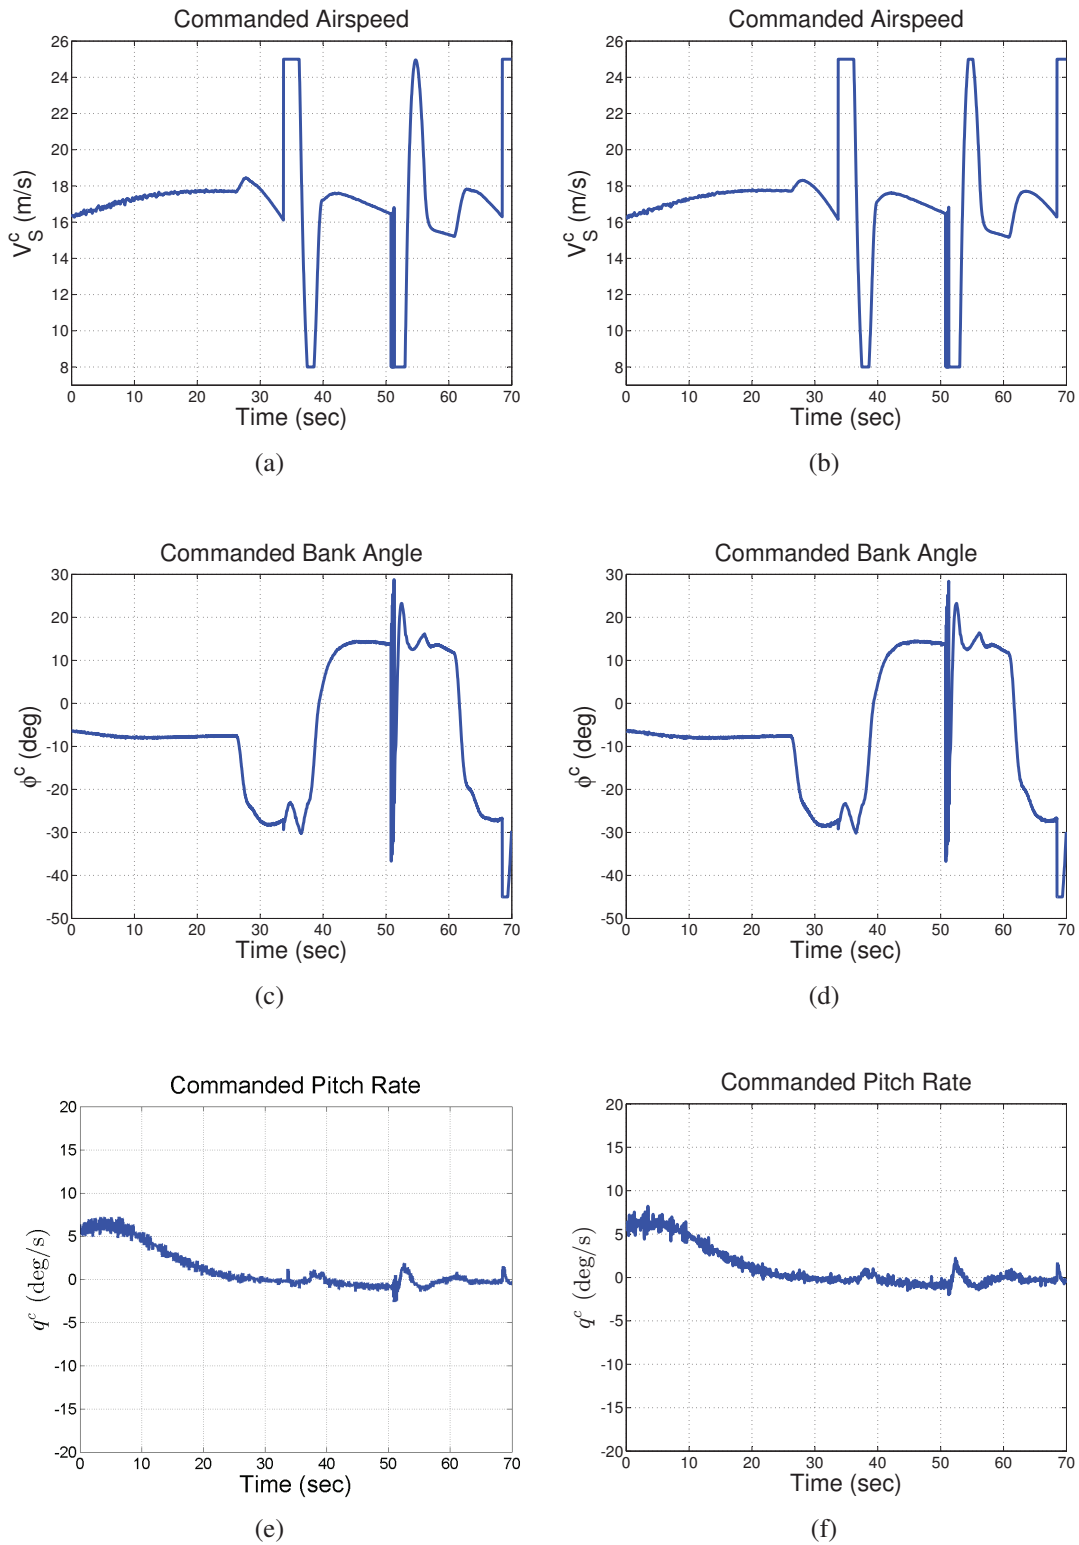 Commanded Airspeed
26
24
22
20
18
16
14
12
10
8
V_S^c (m/s)
0 10 20 30 40 50 60 70
Time (sec)
(a)
Commanded Airspeed
26
24
22
20
18
16
14
12
10
8
V_S^c (m/s)
0 10 20 30 40 50 60 70
Time (sec)
(b)
Commanded Bank Angle
30
20
10
0
-10
-20
-30
-40
-50
ϕ^c (deg)
0 10 20 30 40 50 60 70
Time (sec)
(c)
Commanded Bank Angle
30
20
10
0
-10
-20
-30
-40
-50
ϕ^c (deg)
0 10 20 30 40 50 60 70
Time (sec)
(d)
Commanded Pitch Rate
20
15
10
5
0
-5
-10
-15
-20
q^c (deg/s)
0 10 20 30 40 50 60 70
Time (sec)
(e)
Commanded Pitch Rate
20
15
10
5
0
-5
-10
-15
-20
q^c (deg/s)
0 10 20 30 40 50 60 70
Time (sec)
(f)